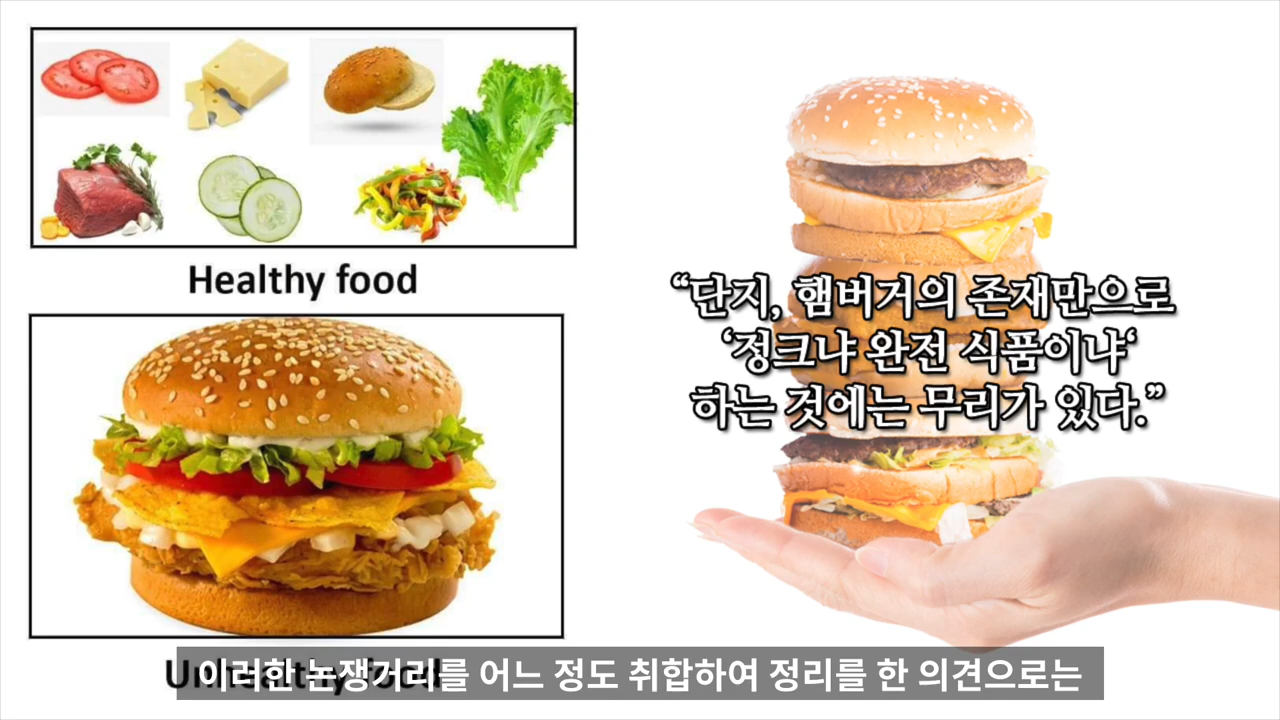 Healthy food
Unhealthy food
“단지, 햄버거의 존재만으로
‘정크냐 완전 식품이냐‘
하는 것에는 무리가 있다.”
이러한 논쟁거리를 어느 정도 취합하여 정리를 한 의견으로는